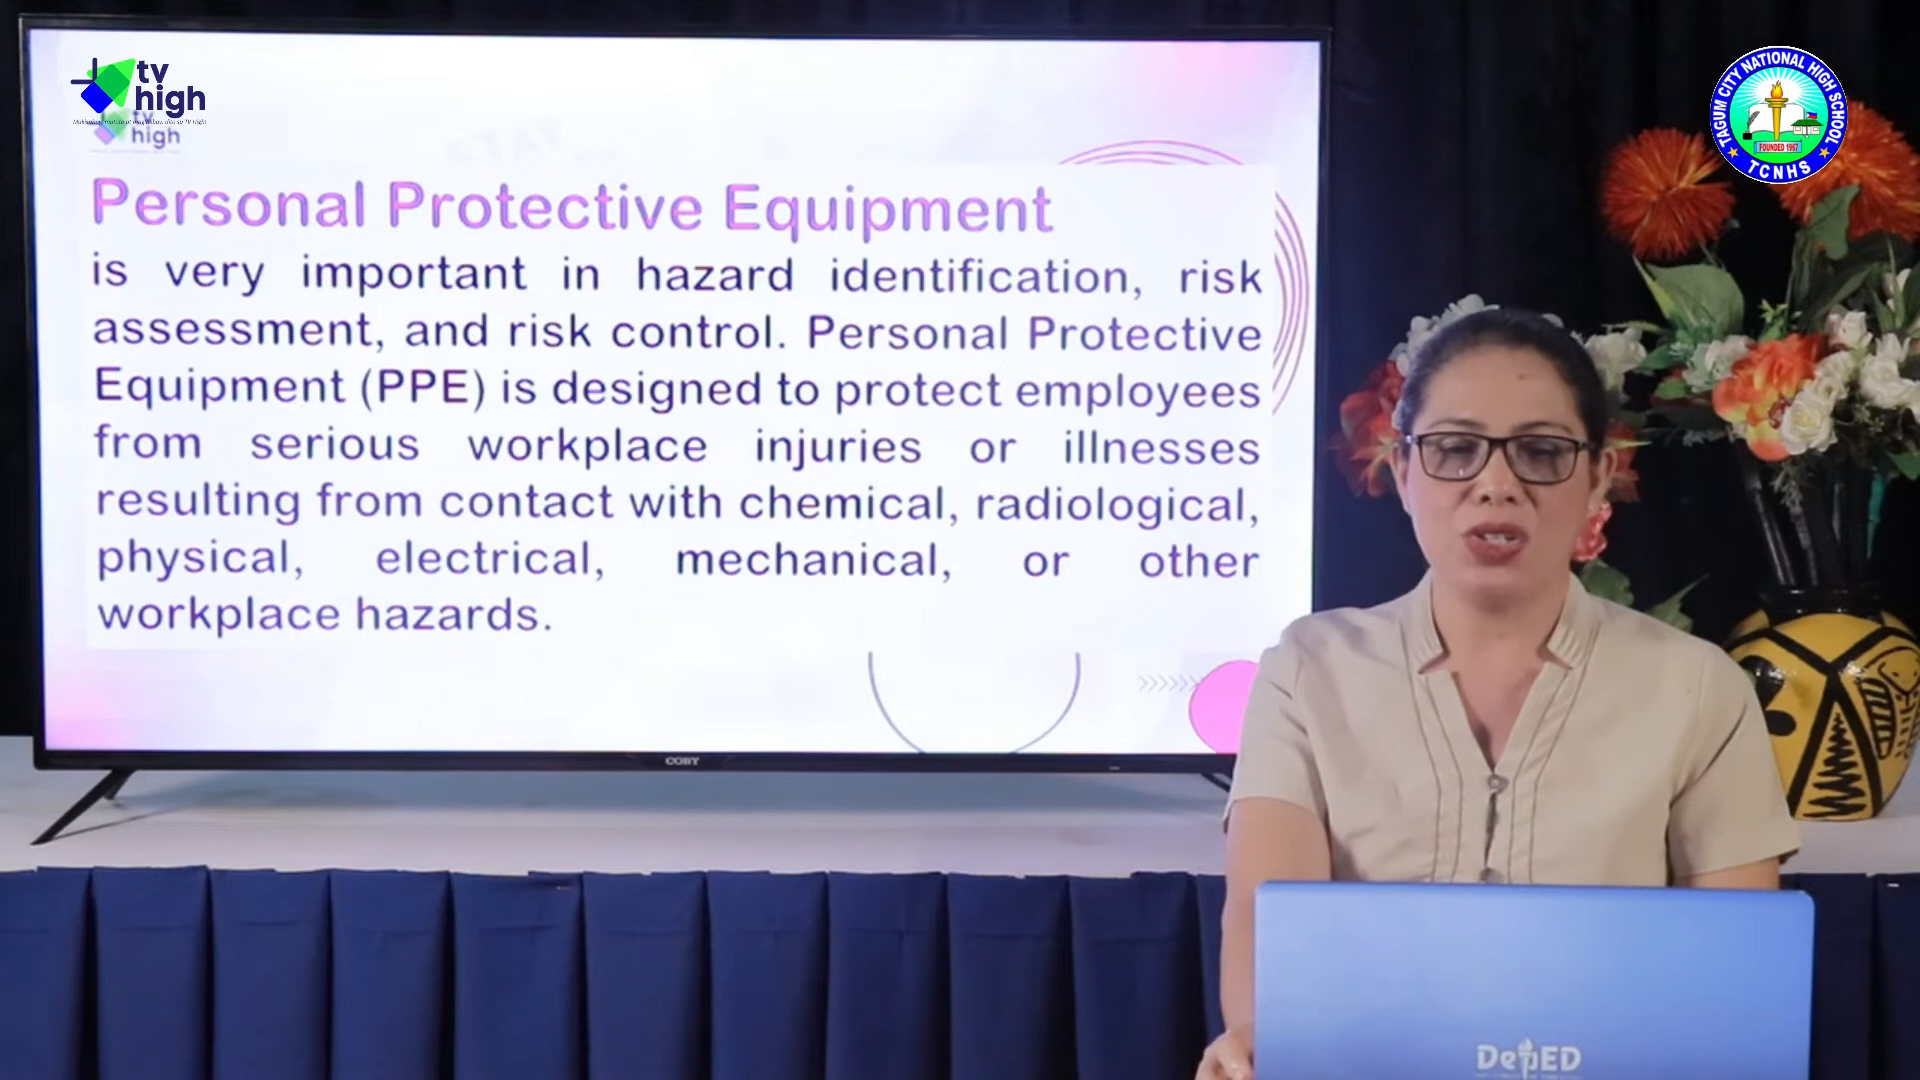 tv
high
tv
high
TAGUM CITY NATIONAL HIGH SCHOOL
FOUNDED 1967
TCNHS
Personal Protective Equipment
is very important in hazard identification, risk
assessment, and risk control. Personal Protective
Equipment (PPE) is designed to protect employees
from serious workplace injuries or illnesses
resulting from contact with chemical, radiological,
physical, electrical, mechanical, or other
workplace hazards.
COBY
DepED